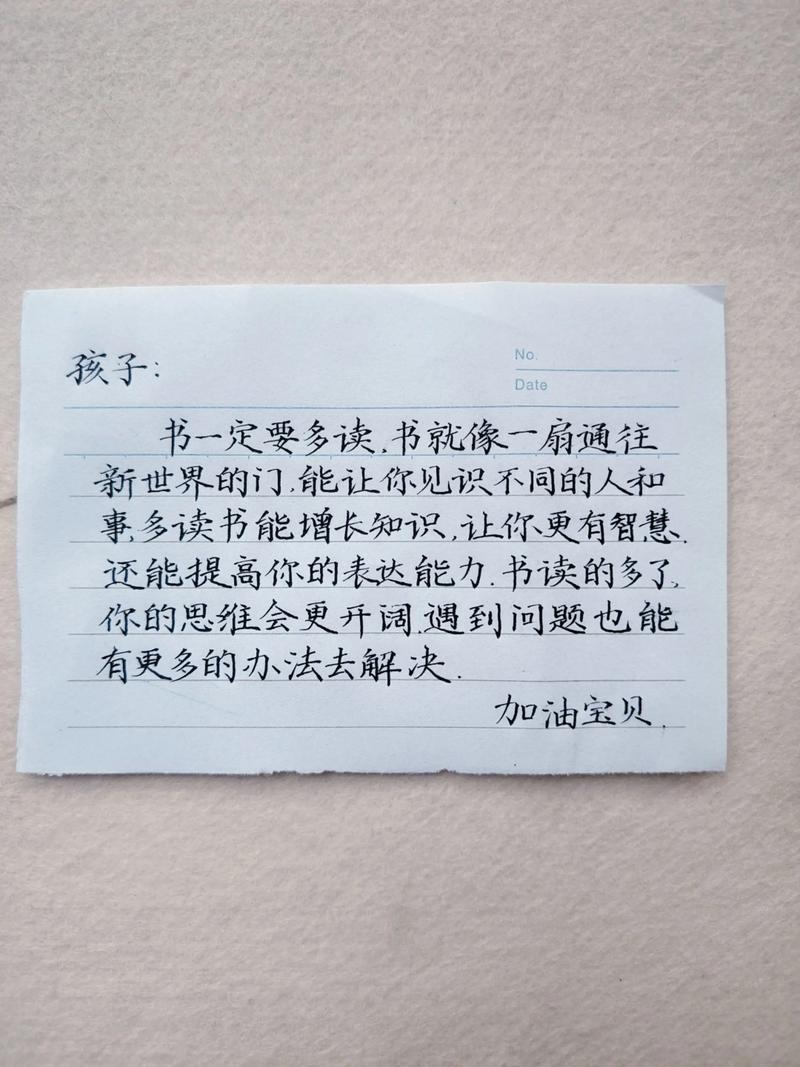 No.
孩子:
Date
书一定要多读,书就像一扇通往
新世界的门,能让你见识不同的人和
事,多读书能增长知识,让你更有智慧.
还能提高你的表达能力.书读的多了,
你的思维会更开阔,遇到问题也能
有更多的办法去解决.
加油宝贝.